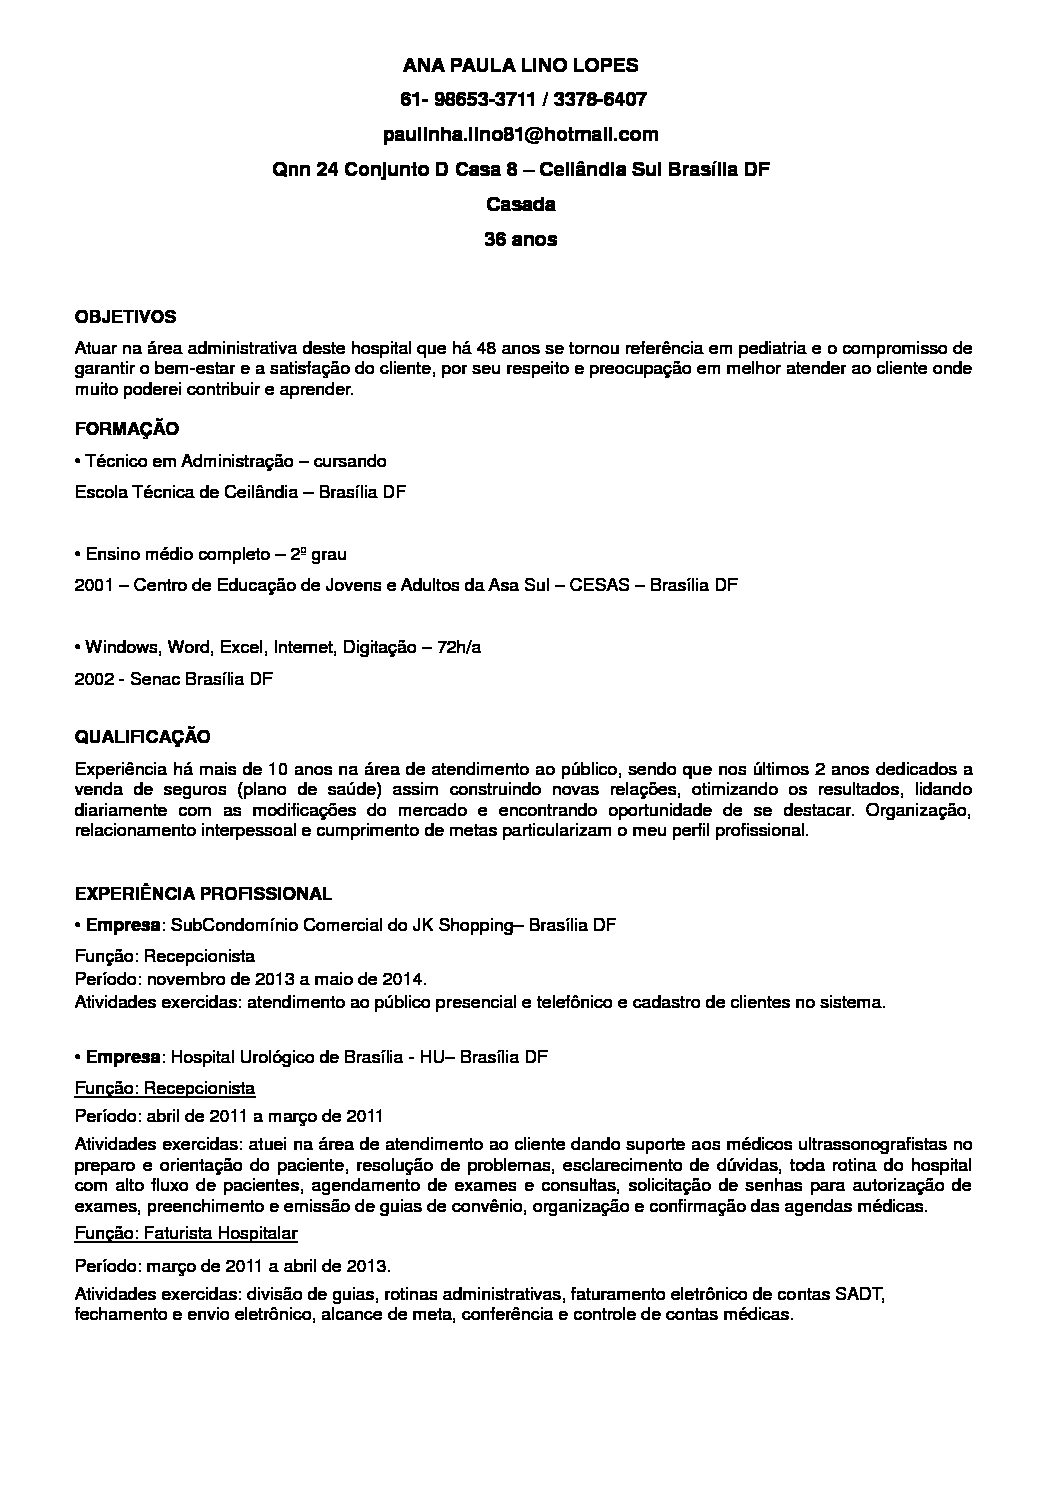 ANA PAULA LINO LOPES
61- 98653-3711 / 3378-6407
paulinha.lino81@hotmail.com
Qnn 24 Conjunto D Casa 8 – Ceilândia Sul Brasília DF
Casada
36 anos
OBJETIVOS
Atuar na área administrativa deste hospital que há 48 anos se tornou referência em pediatria e o compromisso de
garantir o bem-estar e a satisfação do cliente, por seu respeito e preocupação em melhor atender ao cliente onde
muito poderei contribuir e aprender.
FORMAÇÃO
• Técnico em Administração – cursando
Escola Técnica de Ceilândia – Brasília DF
• Ensino médio completo – 2º grau
2001 – Centro de Educação de Jovens e Adultos da Asa Sul – CESAS – Brasília DF
• Windows, Word, Excel, Internet, Digitação – 72h/a
2002 - Senac Brasília DF
QUALIFICAÇÃO
Experiência há mais de 10 anos na área de atendimento ao público, sendo que nos últimos 2 anos dedicados a
venda de seguros (plano de saúde) assim construindo novas relações, otimizando os resultados, lidando
diariamente com as modificações do mercado e encontrando oportunidade de se destacar. Organização,
relacionamento interpessoal e cumprimento de metas particularizam o meu perfil profissional.
EXPERIÊNCIA PROFISSIONAL
• Empresa: SubCondomínio Comercial do JK Shopping– Brasília DF
Função: Recepcionista
Período: novembro de 2013 a maio de 2014.
Atividades exercidas: atendimento ao público presencial e telefônico e cadastro de clientes no sistema.
• Empresa: Hospital Urológico de Brasília - HU– Brasília DF
Função: Recepcionista
Período: abril de 2011 a março de 2011
Atividades exercidas: atuei na área de atendimento ao cliente dando suporte aos médicos ultrassonografistas no
preparo e orientação do paciente, resolução de problemas, esclarecimento de dúvidas, toda rotina do hospital
com alto fluxo de pacientes, agendamento de exames e consultas, solicitação de senhas para autorização de
exames, preenchimento e emissão de guias de convênio, organização e confirmação das agendas médicas.
Função: Faturista Hospitalar
Período: março de 2011 a abril de 2013.
Atividades exercidas: divisão de guias, rotinas administrativas, faturamento eletrônico de contas SADT,
fechamento e envio eletrônico, alcance de meta, conferência e controle de contas médicas.